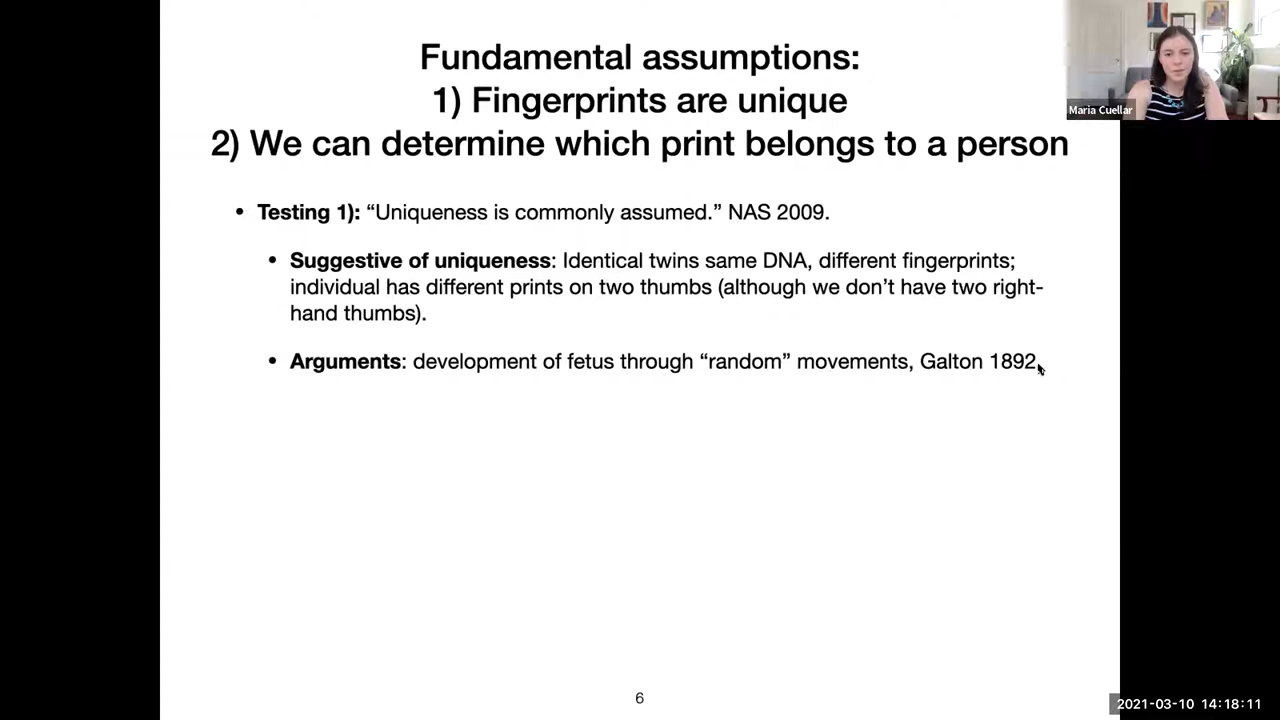 Fundamental assumptions:
1) Fingerprints are unique
2) We can determine which print belongs to a person
Maria Cuellar
• Testing 1): “Uniqueness is commonly assumed.” NAS 2009.
• Suggestive of uniqueness: Identical twins same DNA, different fingerprints;
individual has different prints on two thumbs (although we don’t have two right-
hand thumbs).
• Arguments: development of fetus through “random” movements, Galton 1892.
6
2021-03-10 14:18:11